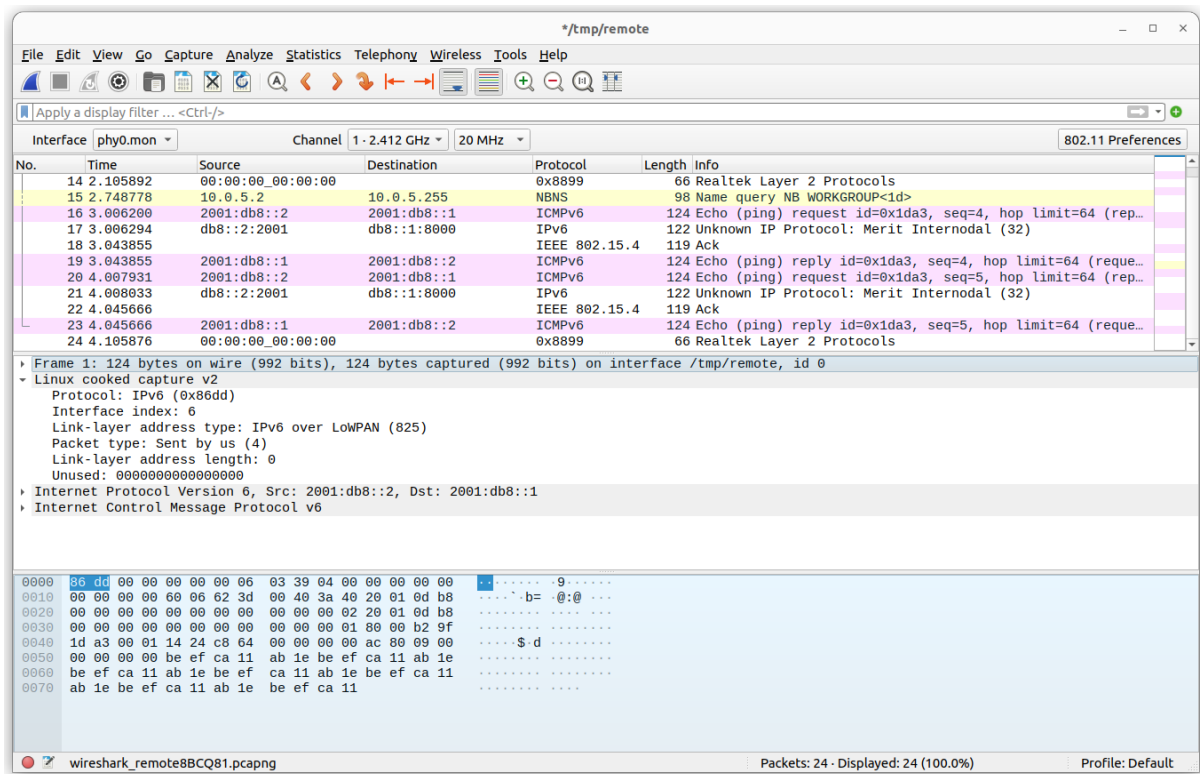 */tmp/remote
File Edit View Go Capture Analyze Statistics Telephony Wireless Tools Help
Apply a display filter ... <Ctrl-/>
Interface phy0.mon Channel 1 · 2.412 GHz 20 MHz 802.11 Preferences
No. Time Source Destination Protocol Length Info
14 2.105892 00:00:00_00:00:00 0x8899 66 Realtek Layer 2 Protocols
15 2.748778 10.0.5.2 10.0.5.255 NBNS 98 Name query NB WORKGROUP<1d>
16 3.006200 2001:db8::2 2001:db8::1 ICMPv6 124 Echo (ping) request id=0x1da3, seq=4, hop limit=64 (rep…
17 3.006294 db8::2:2001 db8::1:8000 IPv6 122 Unknown IP Protocol: Merit Internodal (32)
18 3.043855 IEEE 802.15.4 119 Ack
19 3.043855 2001:db8::1 2001:db8::2 ICMPv6 124 Echo (ping) reply id=0x1da3, seq=4, hop limit=64 (reque…
20 4.007931 2001:db8::2 2001:db8::1 ICMPv6 124 Echo (ping) request id=0x1da3, seq=5, hop limit=64 (rep…
21 4.008033 db8::2:2001 db8::1:8000 IPv6 122 Unknown IP Protocol: Merit Internodal (32)
22 4.045666 IEEE 802.15.4 119 Ack
23 4.045666 2001:db8::1 2001:db8::2 ICMPv6 124 Echo (ping) reply id=0x1da3, seq=5, hop limit=64 (reque…
24 4.105876 00:00:00_00:00:00 0x8899 66 Realtek Layer 2 Protocols
Frame 1: 124 bytes on wire (992 bits), 124 bytes captured (992 bits) on interface /tmp/remote, id 0
Linux cooked capture v2
Protocol: IPv6 (0x86dd)
Interface index: 6
Link-layer address type: IPv6 over LoWPAN (825)
Packet type: Sent by us (4)
Link-layer address length: 0
Unused: 0000000000000000
Internet Protocol Version 6, Src: 2001:db8::2, Dst: 2001:db8::1
Internet Control Message Protocol v6
0000 86 dd 00 00 00 00 00 06 03 39 04 00 00 00 00 00 ········ ·9······
0010 00 00 00 00 60 06 62 3d 00 40 3a 40 20 01 0d b8 ····`·b= ·@:@ ···
0020 00 00 00 00 00 00 00 00 00 00 00 02 20 01 0d b8 ········ ···· ···
0030 00 00 00 00 00 00 00 00 00 00 00 01 80 00 b2 9f ········ ········
0040 1d a3 00 01 14 24 c8 64 00 00 00 00 ac 80 09 00 ·····$·d ········
0050 00 00 00 00 be ef ca 11 ab 1e be ef ca 11 ab 1e ········ ········
0060 be ef ca 11 ab 1e be ef ca 11 ab 1e be ef ca 11 ········ ········
0070 ab 1e be ef ca 11 ab 1e be ef ca 11 ········ ····
wireshark_remote8BCQ81.pcapng Packets: 24 · Displayed: 24 (100.0%) Profile: Default